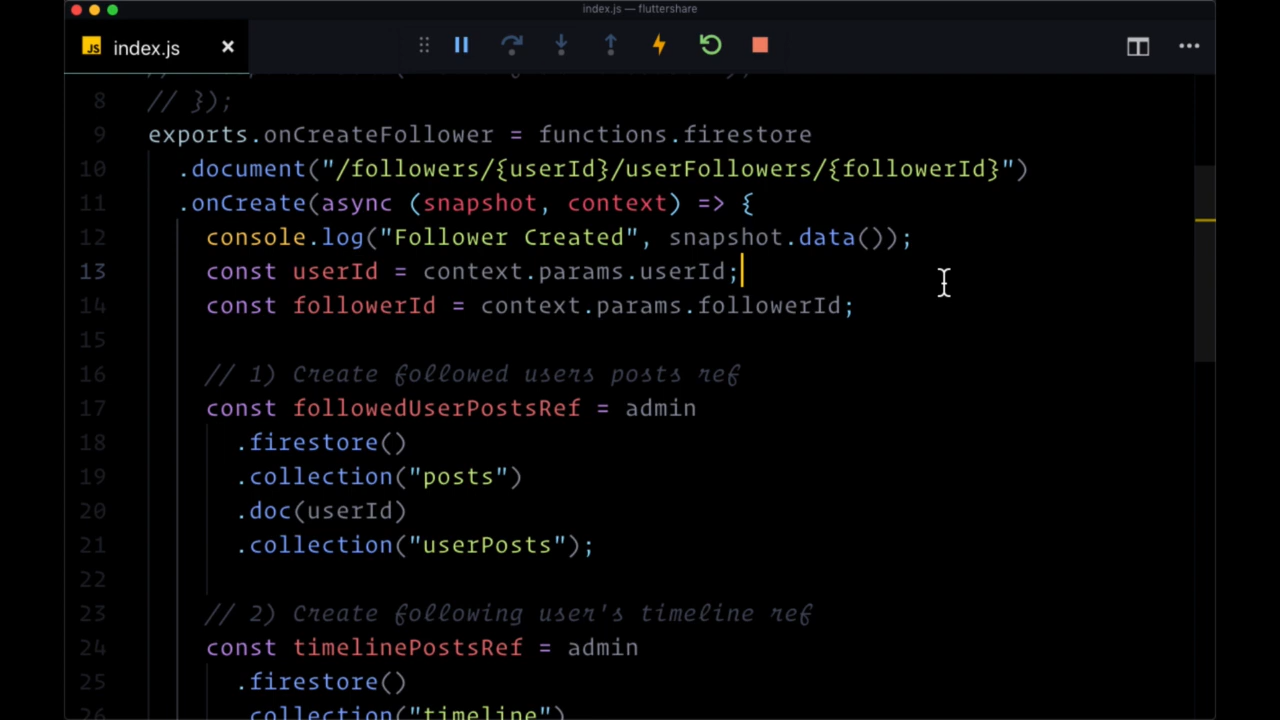 index.js — fluttershare
JS index.js ×
8 // });
9 exports.onCreateFollower = functions.firestore
10 .document("/followers/{userId}/userFollowers/{followerId}")
11 .onCreate(async (snapshot, context) => {
12 console.log("Follower Created", snapshot.data());
13 const userId = context.params.userId;
14 const followerId = context.params.followerId;
15
16 // 1) Create followed users posts ref
17 const followedUserPostsRef = admin
18 .firestore()
19 .collection("posts")
20 .doc(userId)
21 .collection("userPosts");
22
23 // 2) Create following user's timeline ref
24 const timelinePostsRef = admin
25 .firestore()
26 .collection("timeline")